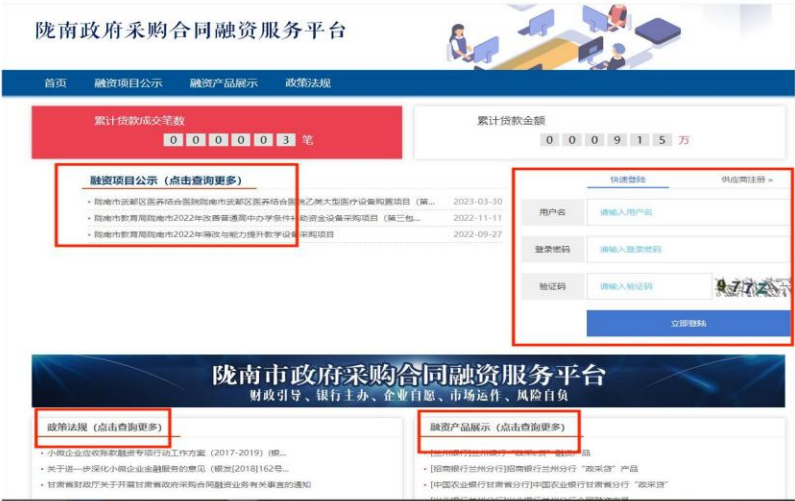 陇南政府采购合同融资服务平台
首页 融资项目公示 融资产品展示 政策法规
累计贷款成交笔数
0 0 0 0 0 3 笔
累计贷款金额
0 0 0 9 1 5 万
融资项目公示（点击查询更多）
• 陇南市武都区医养结合医院陇南市武都区医养结合医院乙类大型医疗设备购置项目（第... 2023-03-30
• 陇南市教育局陇南市2022年改善普通高中办学条件补助资金设备采购项目（第三包... 2022-11-11
• 陇南市教育局陇南市2022年薄改与能力提升教学设备采购项目 2022-09-27
快速登陆 供应商注册 »
用户名 请输入用户名
登录密码 请输入登录密码
验证码 请输入验证码
立即登陆
陇南市政府采购合同融资服务平台
财政引导、银行主办、企业自愿、市场运作、风险自负
政策法规（点击查询更多）
• 小微企业应收账款融资专项行动工作方案（2017-2019）(银...
• 关于进一步深化小微企业金融服务的意见（银发[2018]162号...
• 甘肃省财政厅关于开展甘肃省政府采购合同融资业务有关事宜的通知
融资产品展示（点击查询更多）
• [兰州银行]兰州银行“政采贷”融资产品
• [招商银行兰州分行]招商银行兰州分行“政采贷”产品
• [中国农业银行甘肃省分行]中国农业银行甘肃省分行“政采贷”